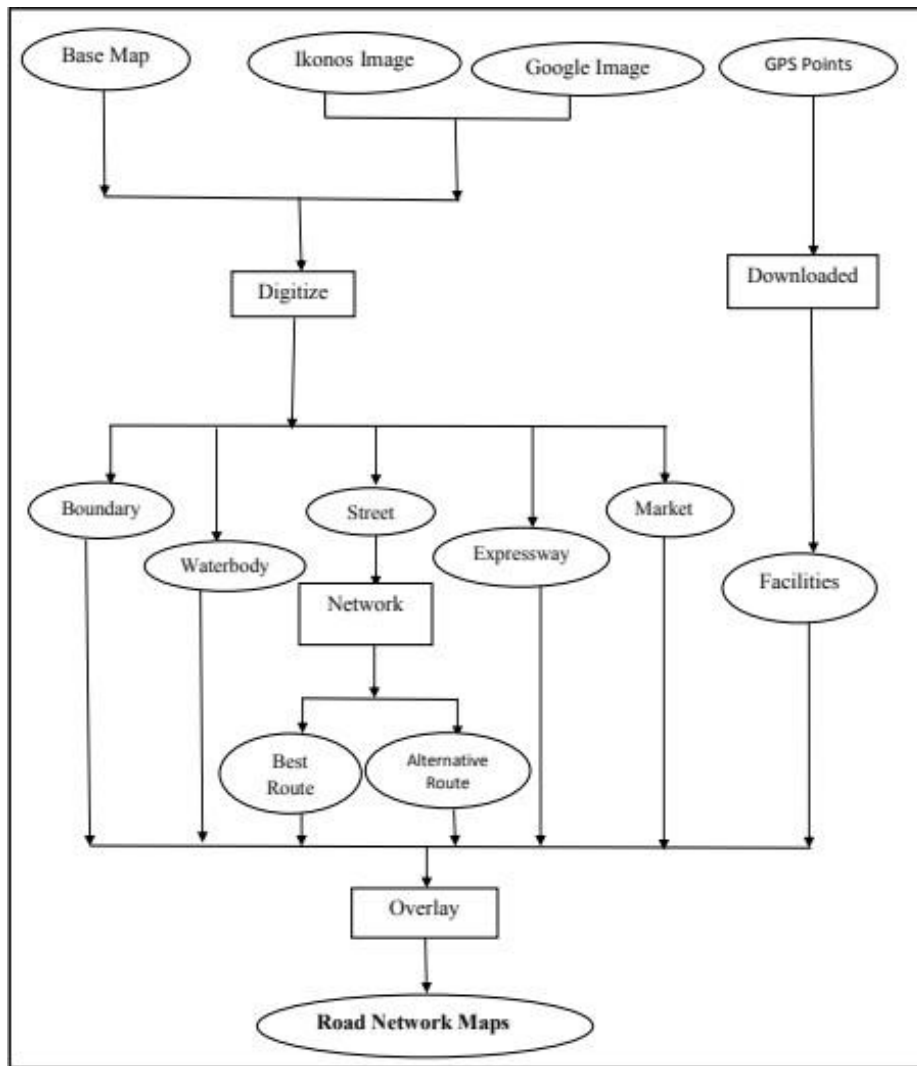 Base Map
Ikonos Image
Google Image
GPS Points
Digitize
Downloaded
Boundary
Waterbody
Street
Expressway
Market
Facilities
Network
Best
Route
Alternative
Route
Overlay
Road Network Maps